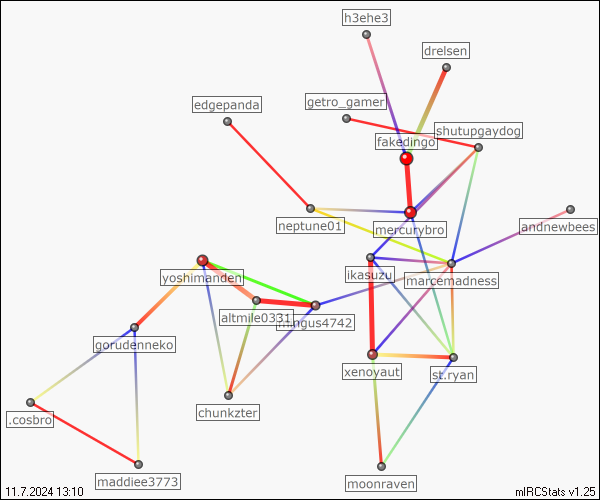 h3ehe3
drelsen
edgepanda
getro_gamer
shutupgaydog
fakedingo
neptune01
mercurybro
andnewbees
yoshimanden
ikasuzu
marcemadness
altmile0331
mingus4742
gorudenneko
xenoyaut
st.ryan
.cosbro
chunkzter
maddiee3773
moonraven
11.7.2024 13:10
mIRCStats v1.25